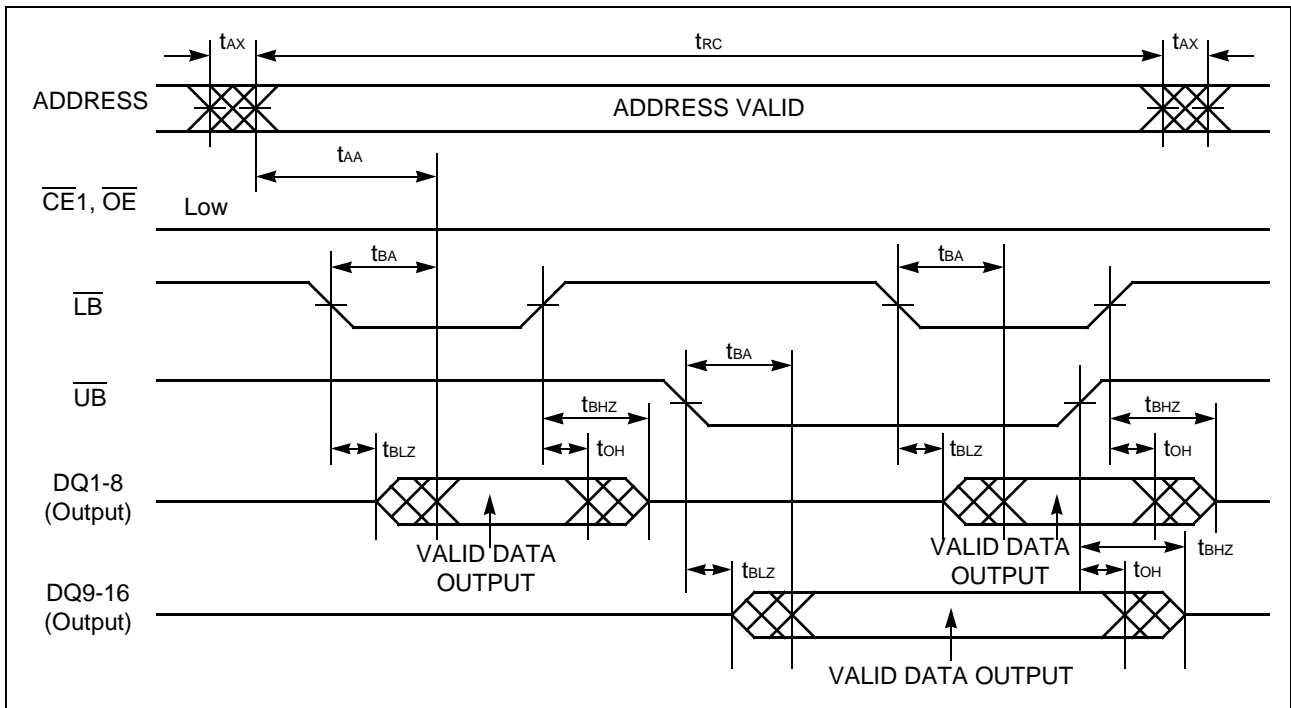 tAX tRC tAX
ADDRESS ADDRESS VALID
tAA
CE1, OE Low
tBA tBA
LB
tBA
UB
tBHZ tBHZ
tBLZ tOH tBLZ tOH
DQ1-8
(Output)
VALID DATA
OUTPUT
VALID DATA
OUTPUT
tBHZ
tBLZ tOH
DQ9-16
(Output)
VALID DATA OUTPUT